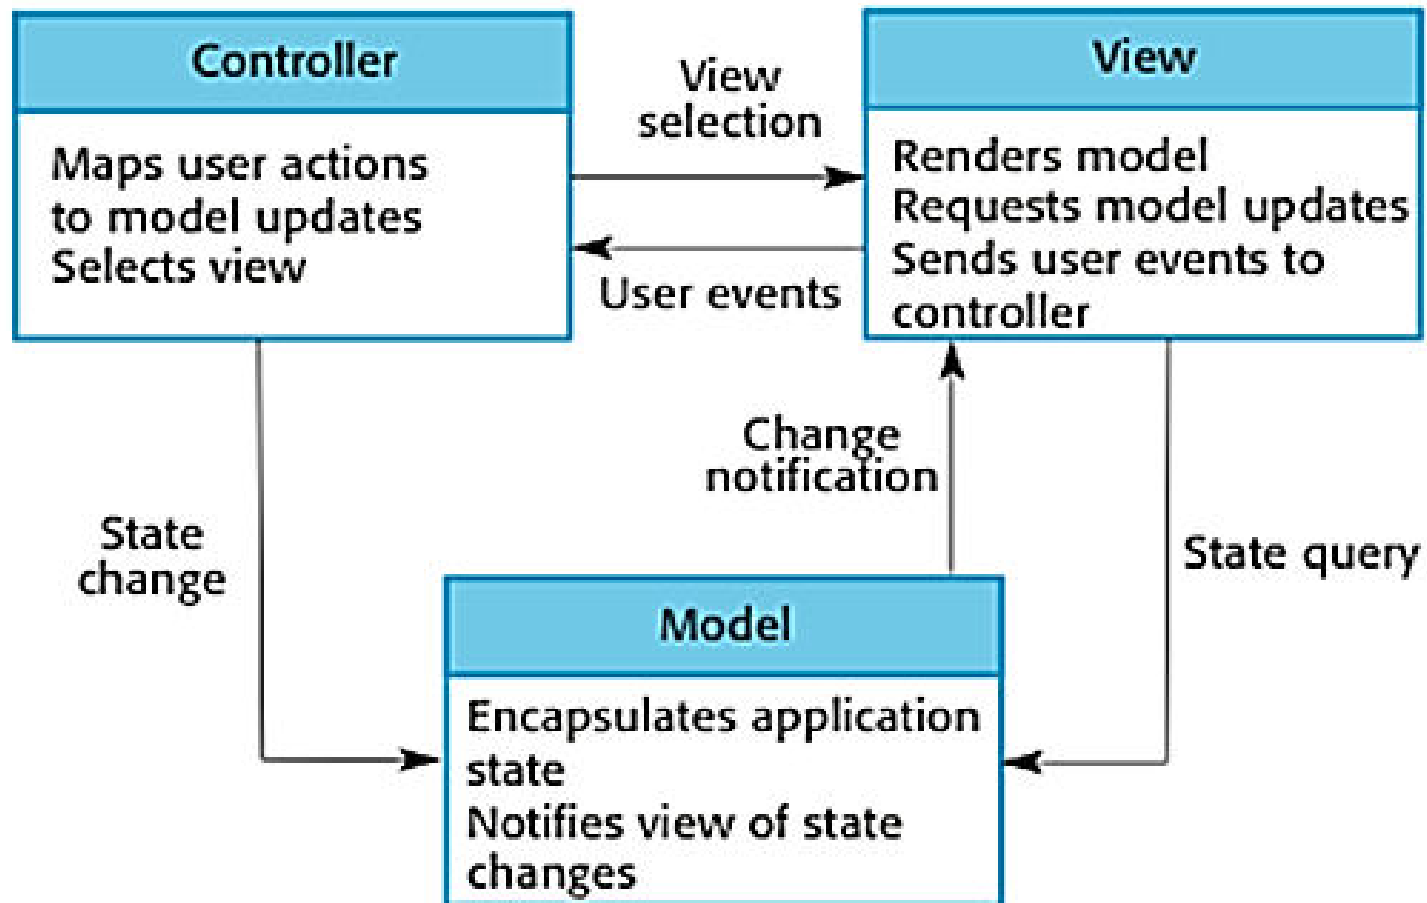 Controller
Maps user actions
to model updates
Selects view
View
selection
User events
View
Renders model
Requests model updates
Sends user events to
controller
State
change
Change
notification
State query
Model
Encapsulates application
state
Notifies view of state
changes